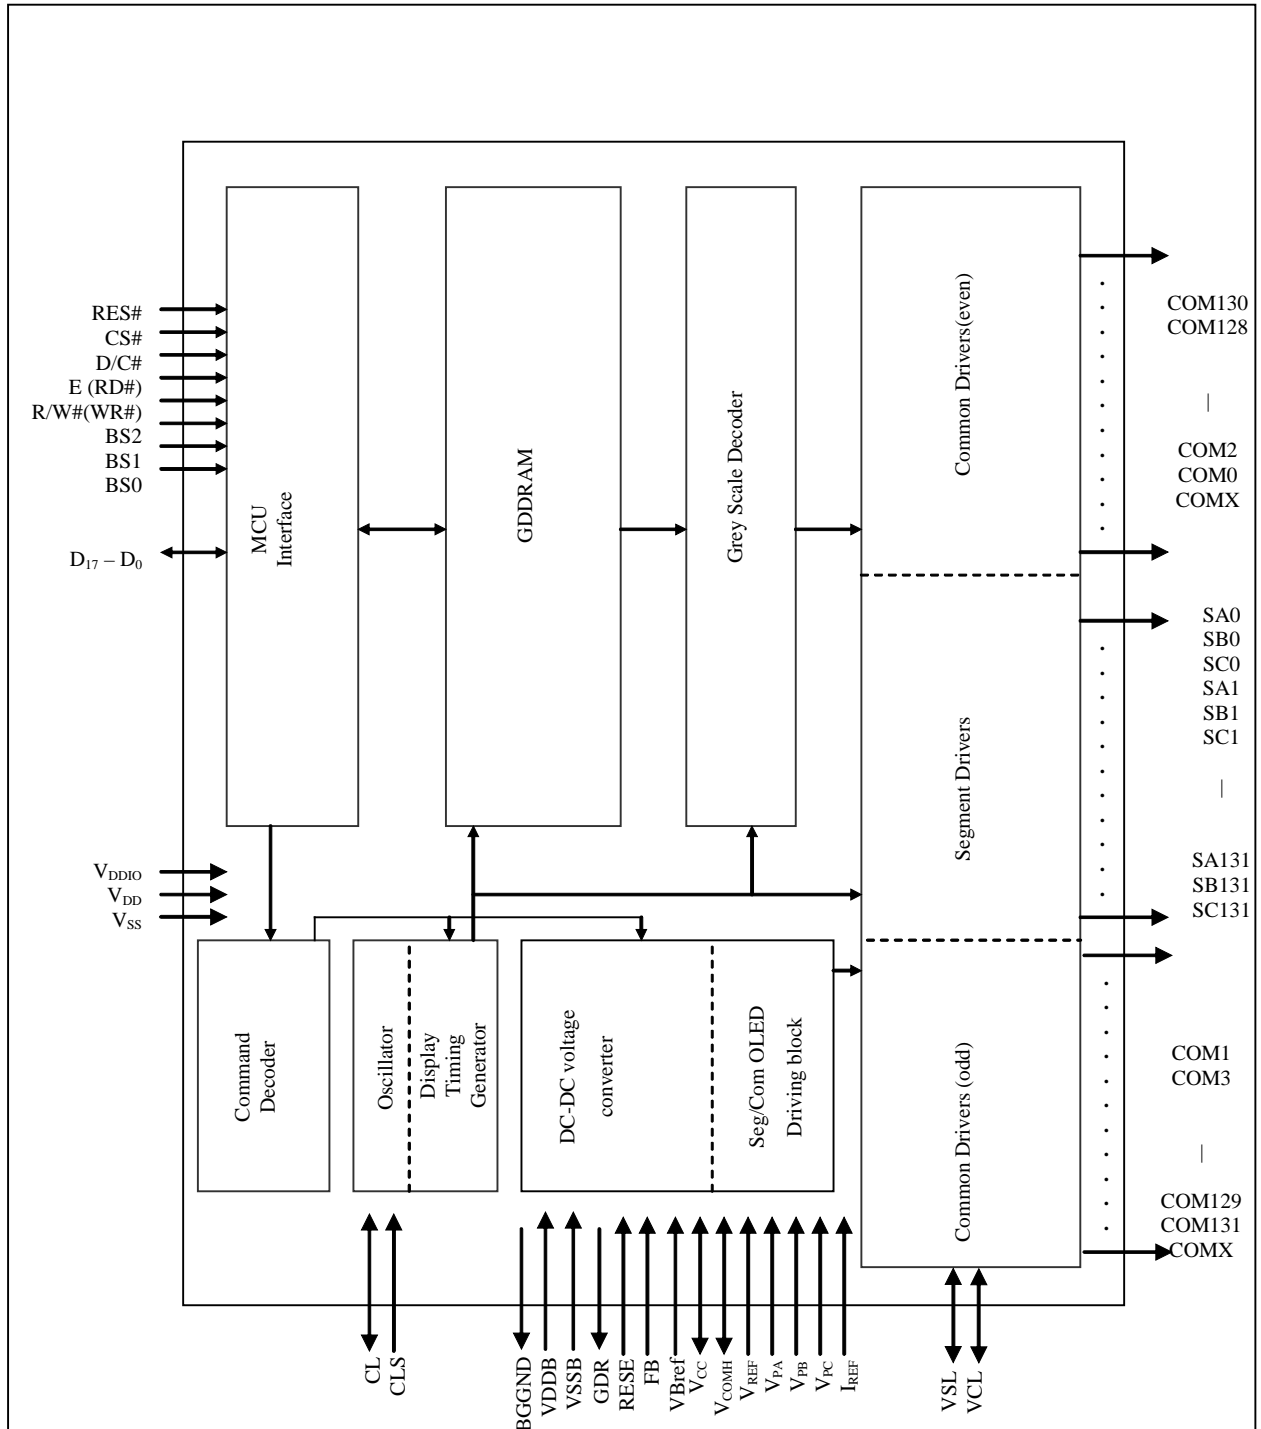 RES#
CS#
D/C#
E (RD#)
R/W#(WR#)
BS2
BS1
BS0
D17 – D0
VDDIO
VDD
VSS
MCU
Interface
GDDRAM
Grey Scale Decoder
Common Drivers(even)
Segment Drivers
Common Drivers (odd)
Command
Decoder
Oscillator
Display
Timing
Generator
DC-DC voltage
converter
Seg/Com OLED
Driving block
COM130
COM128
|
COM2
COM0
COMX
SA0
SB0
SC0
SA1
SB1
SC1
|
SA131
SB131
SC131
COM1
COM3
|
COM129
COM131
COMX
CL
CLS
BGGND
VDDB
VSSB
GDR
RESE
FB
VBref
VCC
VCOMH
VREF
VPA
VPB
VPC
IREF
VSL
VCL